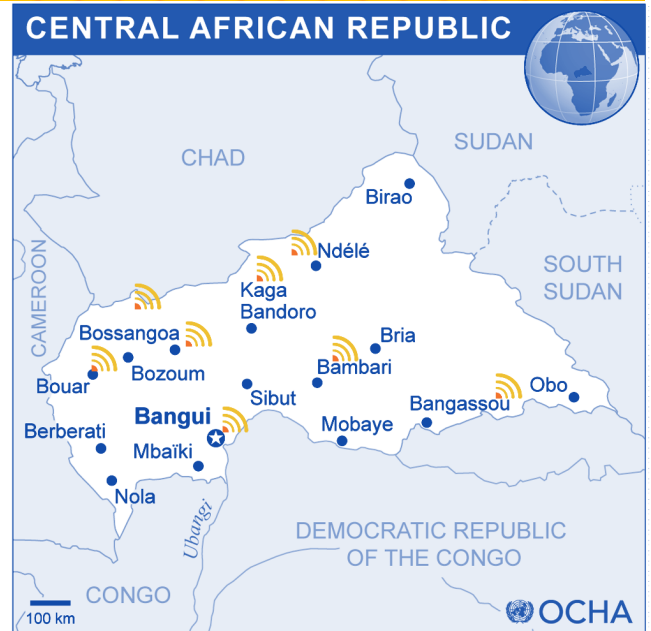 CENTRAL AFRICAN REPUBLIC
CHAD
SUDAN
Birao
Ndélé
CAMEROON
SOUTH
SUDAN
Kaga
Bandoro
Bossangoa
Bria
Bozoum
Bambari
Bouar
Sibut
Obo
Bangassou
Bangui
Mobaye
Berberati
Mbaïki
Nola
Ubangi
DEMOCRATIC REPUBLIC
OF THE CONGO
CONGO
100 km
OCHA